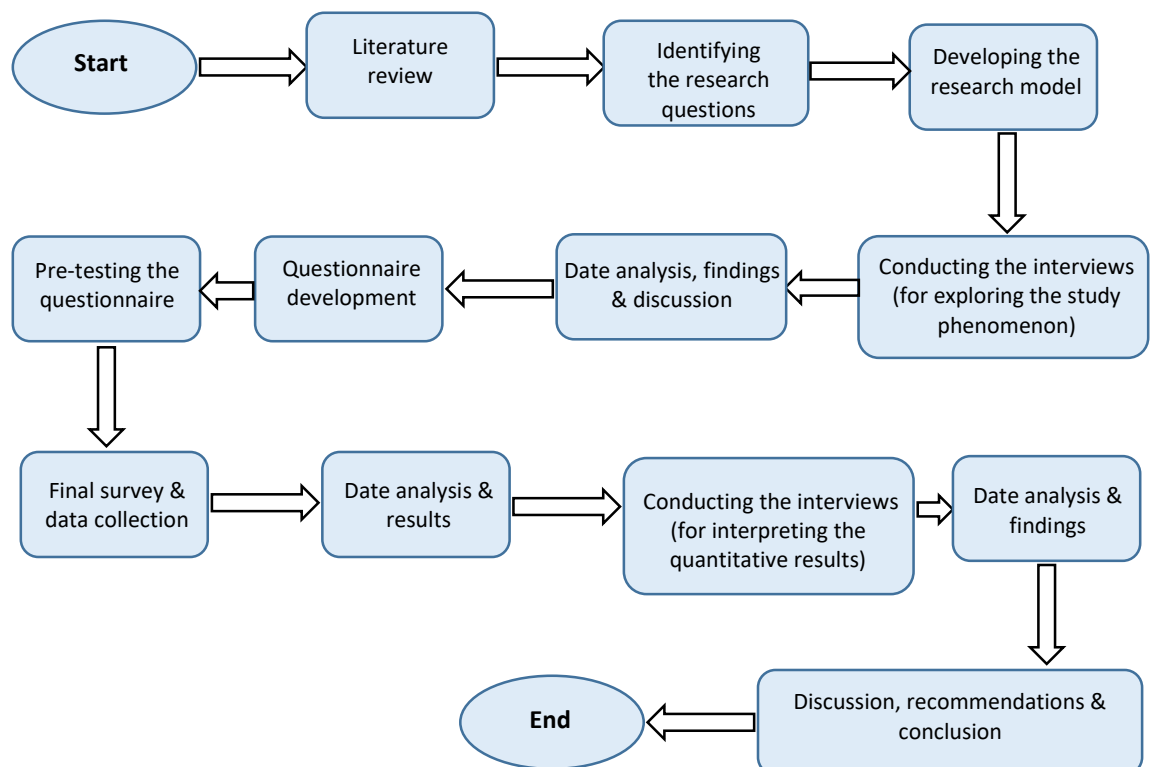 Start
Literature
review
Identifying
the research
questions
Developing the
research model
Conducting the interviews
(for exploring the study
phenomenon)
Date analysis, findings
& discussion
Questionnaire
development
Pre-testing the
questionnaire
Final survey &
data collection
Date analysis &
results
Conducting the interviews
(for interpreting the
quantitative results)
Date analysis &
findings
Discussion, recommendations &
conclusion
End